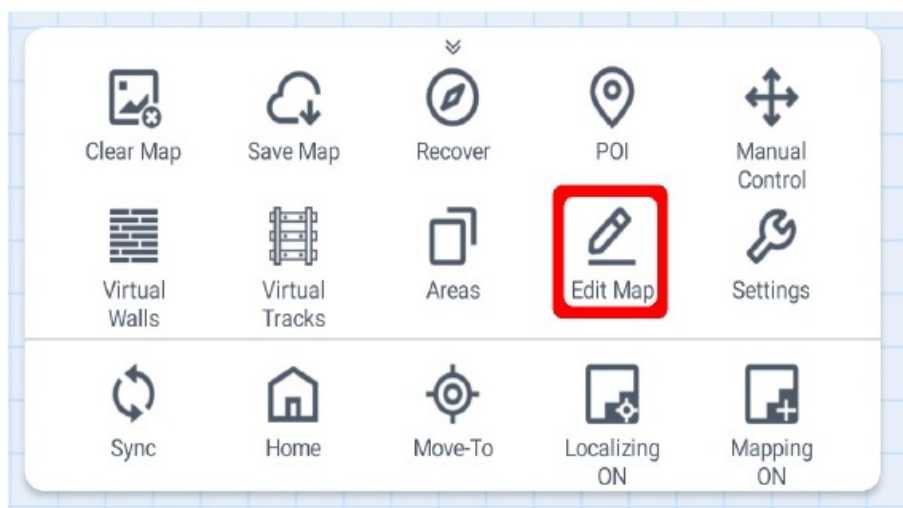 Clear Map
Save Map
Recover
POI
Manual
Control
Virtual
Walls
Virtual
Tracks
Areas
Edit Map
Settings
Sync
Home
Move-To
Localizing
ON
Mapping
ON